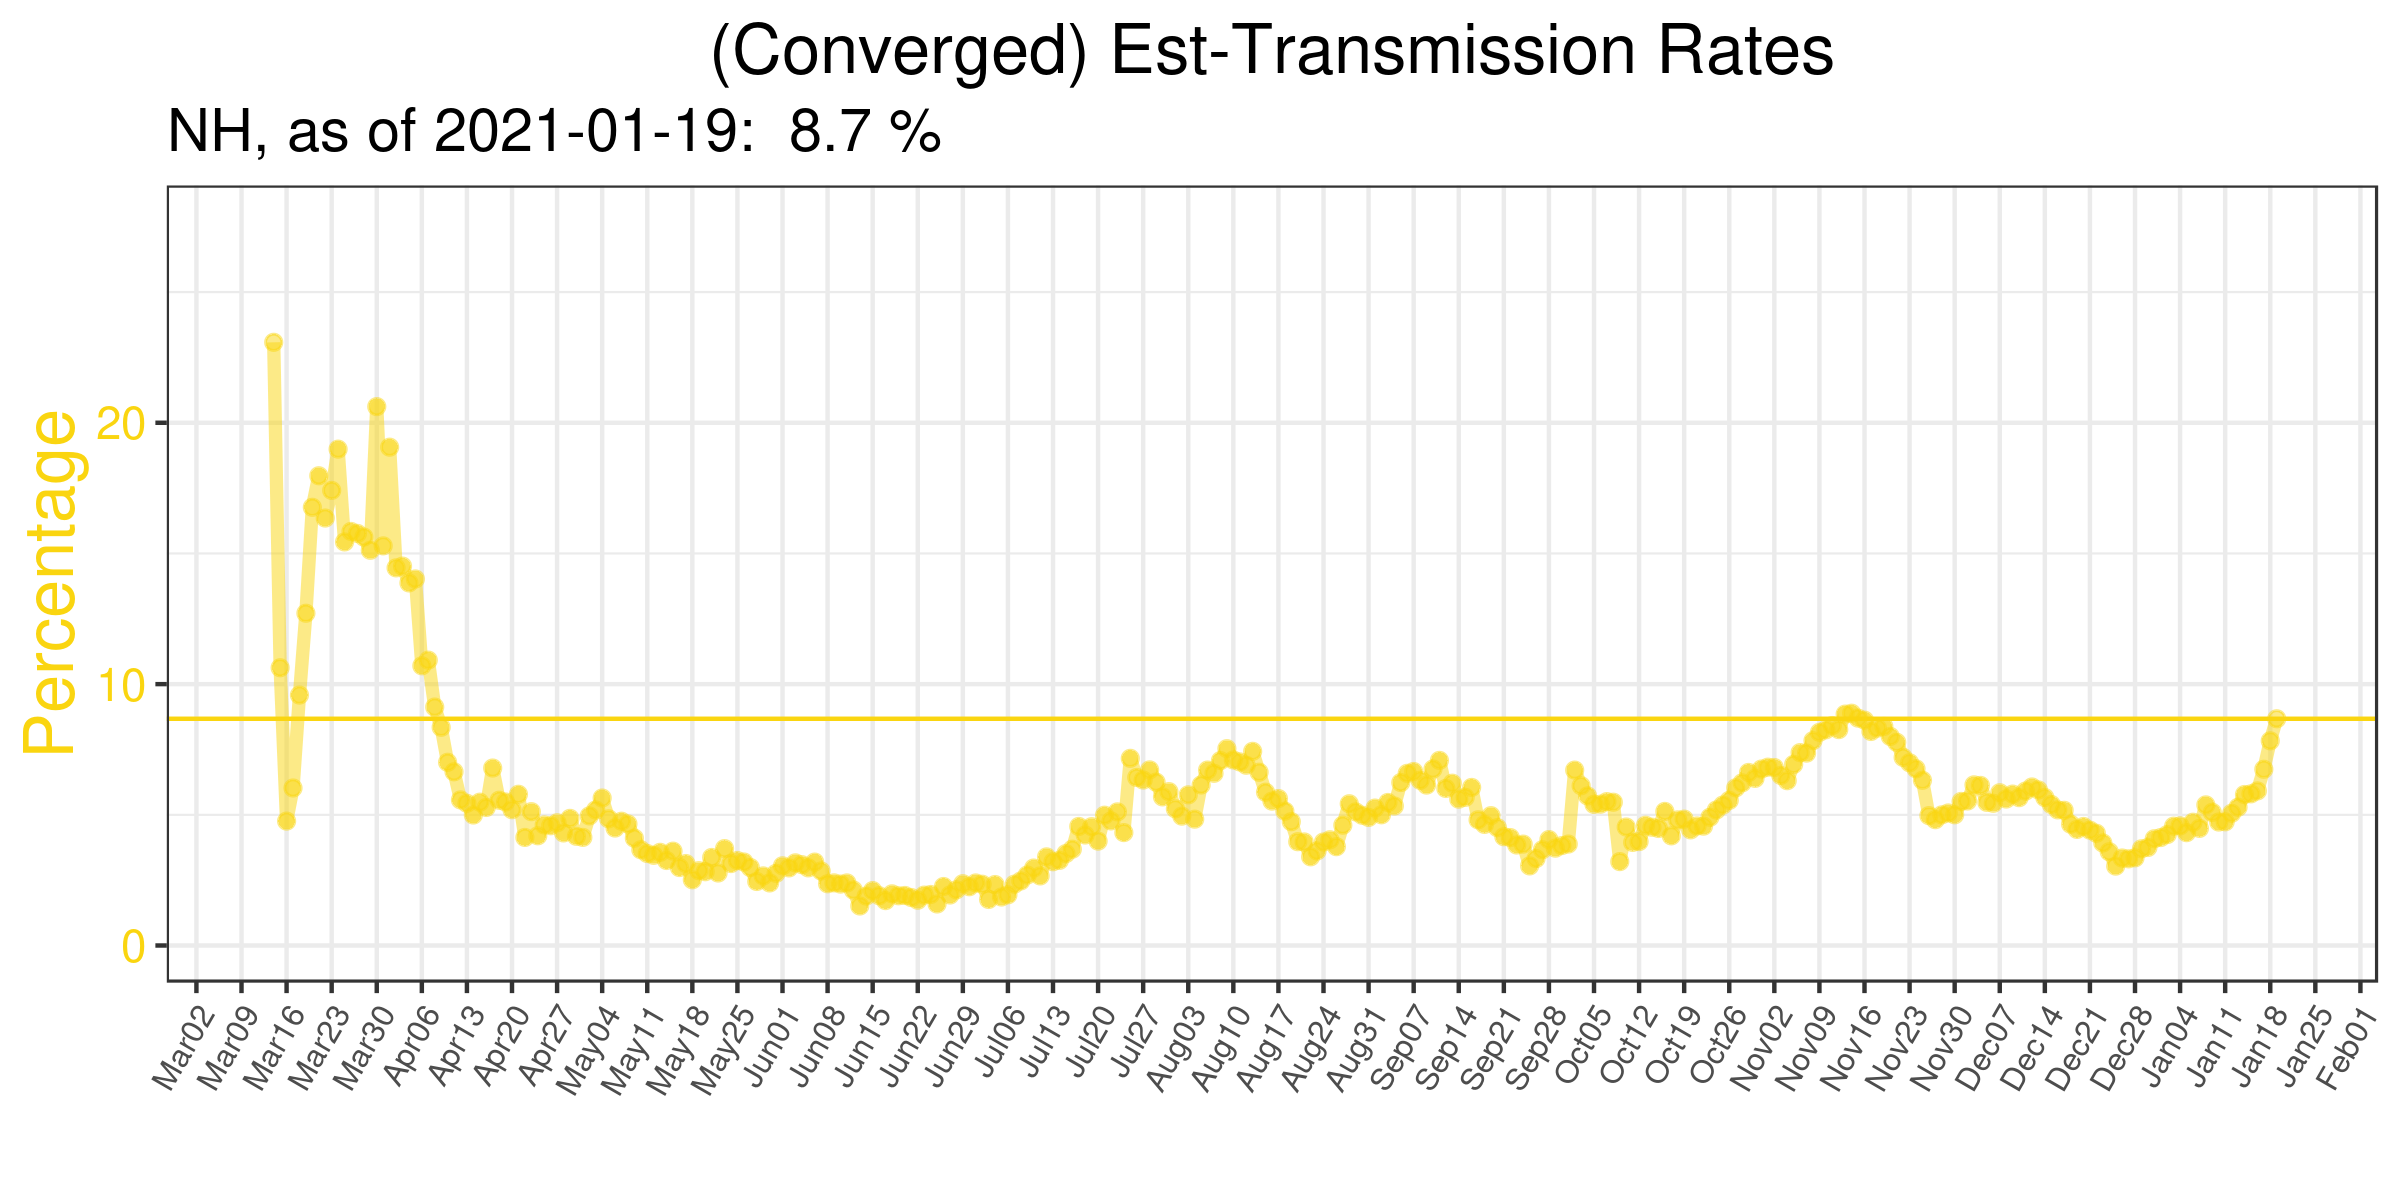 (Converged) Est-Transmission Rates
NH, as of 2021-01-19:  8.7 %
Percentage
20
10
0
Mar02
Mar09
Mar16
Mar23
Mar30
Apr06
Apr13
Apr20
Apr27
May04
May11
May18
May25
Jun01
Jun08
Jun15
Jun22
Jun29
Jul06
Jul13
Jul20
Jul27
Aug03
Aug10
Aug17
Aug24
Aug31
Sep07
Sep14
Sep21
Sep28
Oct05
Oct12
Oct19
Oct26
Nov02
Nov09
Nov16
Nov23
Nov30
Dec07
Dec14
Dec21
Dec28
Jan04
Jan11
Jan18
Jan25
Feb01